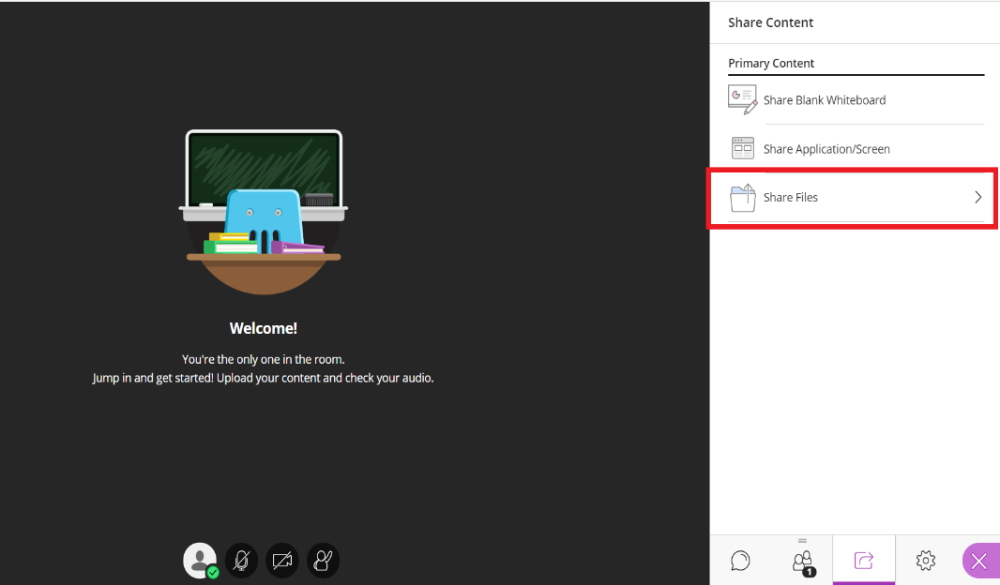 Share Content
Primary Content
Share Blank Whiteboard
Share Application/Screen
Share Files
Welcome!
You're the only one in the room.
Jump in and get started! Upload your content and check your audio.
1